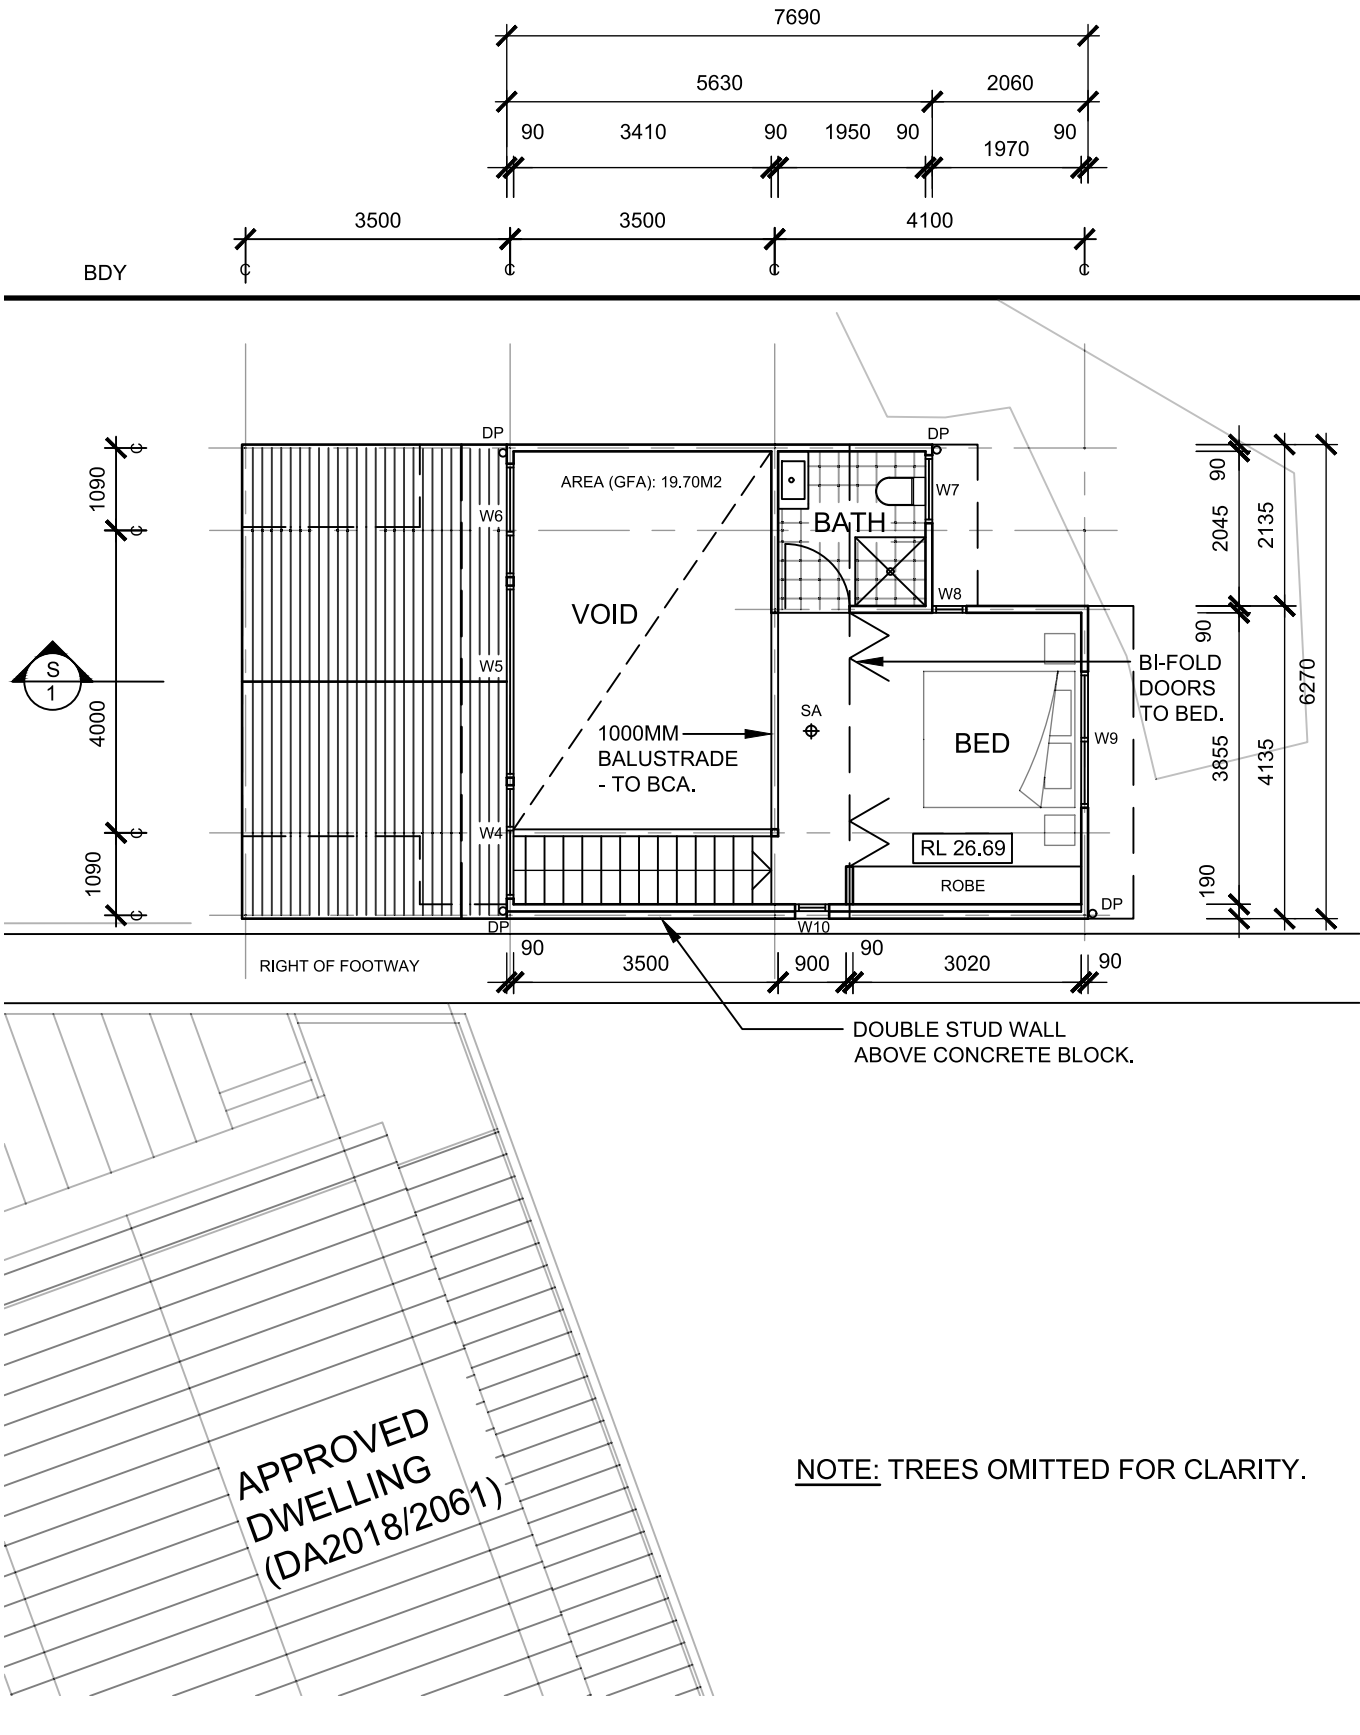 7690
5630 2060
90 3410 90 1950 90 90
1970
3500 3500 4100
BDY
DP DP
AREA (GFA): 19.70M2
W7
W6
BATH
W8
VOID
W5
S
1
BI-FOLD
DOORS
TO BED.
SA
1000MM
BALUSTRADE
- TO BCA.
BED
W9
W4
RL 26.69
ROBE
DP
DP
W10
1090
4000
1090
90
2045
2135
90
6270
3855
4135
190
RIGHT OF FOOTWAY
90 3500 900 90 3020 90
DOUBLE STUD WALL
ABOVE CONCRETE BLOCK.
APPROVED
DWELLING
(DA2018/2061)
NOTE: TREES OMITTED FOR CLARITY.